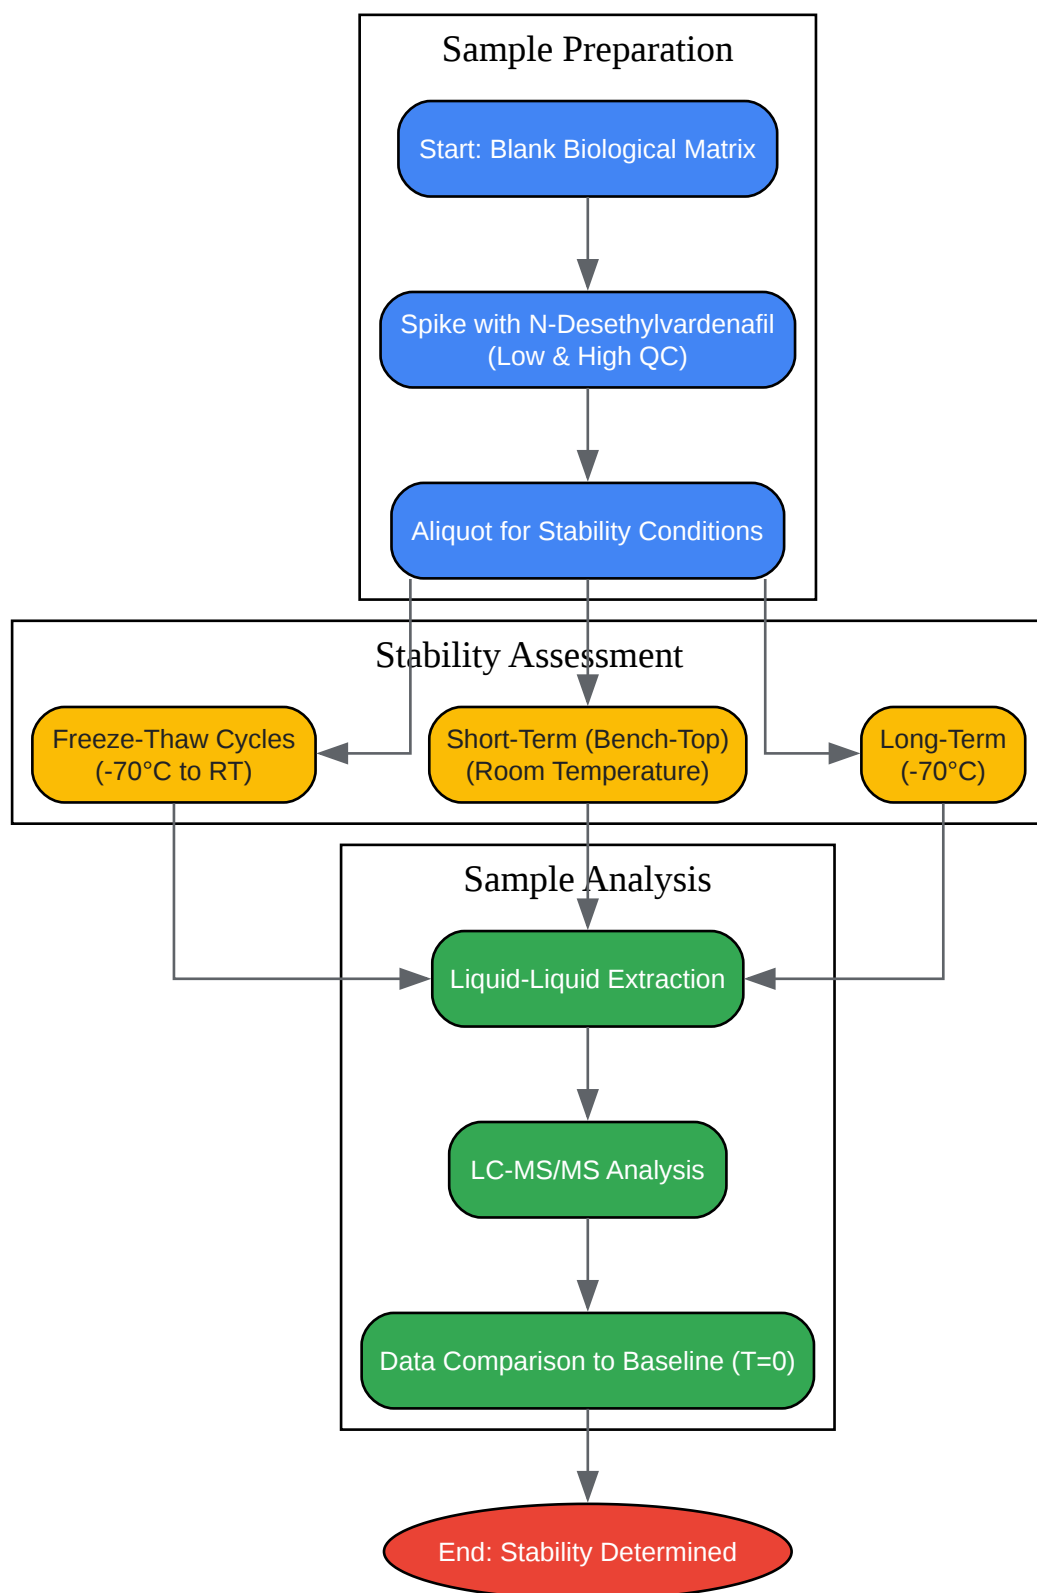 Sample Preparation
Start: Blank Biological Matrix
Spike with N-Desethylvardenafil
(Low & High QC)
Aliquot for Stability Conditions
Stability Assessment
Freeze-Thaw Cycles
(-70°C to RT)
Short-Term (Bench-Top)
(Room Temperature)
Long-Term
(-70°C)
Sample Analysis
Liquid-Liquid Extraction
LC-MS/MS Analysis
Data Comparison to Baseline (T=0)
End: Stability Determined